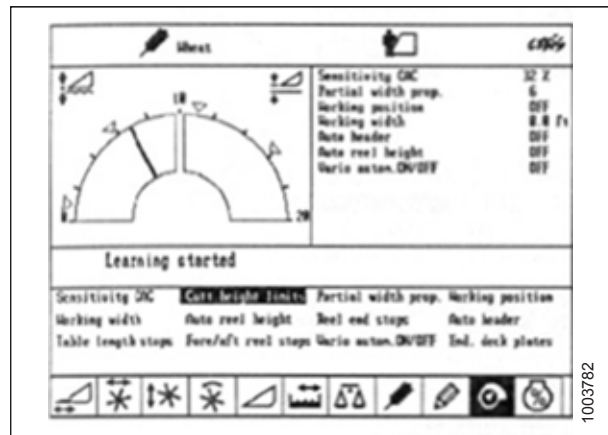 Wheat
CEBIS
Sensitivity CAC 32 %
Partial width prop. 6
Working position OFF
Working width 0.0 ft
Auto header OFF
Auto reel height OFF
Vario autom.ON/OFF OFF
10
0
20
Learning started
Sensitivity CAC Cutt.height limits Partial width prop. Working position
Working width Auto reel height Reel end stops Auto header
Table length stops Fore/aft reel stops Vario autom.ON/OFF End. deck plates
1003782